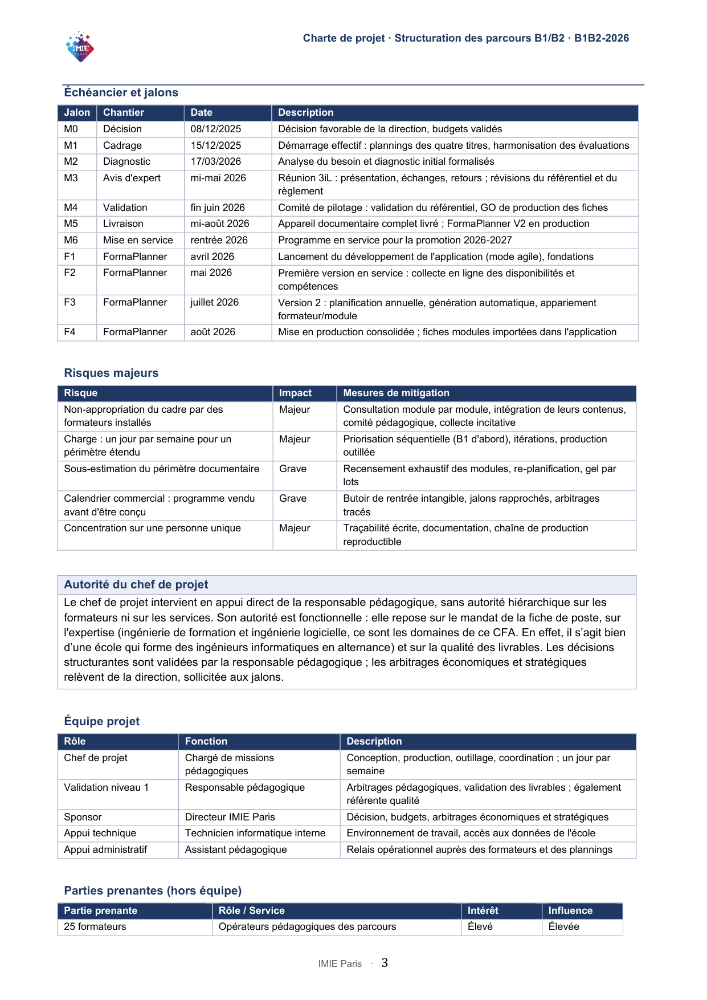 IMIE
PARIS
Charte de projet · Structuration des parcours B1/B2 · B1B2-2026
Échéancier et jalons
Jalon Chantier Date Description
M0 Décision 08/12/2025 Décision favorable de la direction, budgets validés
M1 Cadrage 15/12/2025 Démarrage effectif : plannings des quatre titres, harmonisation des évaluations
M2 Diagnostic 17/03/2026 Analyse du besoin et diagnostic initial formalisés
M3 Avis d'expert mi-mai 2026 Réunion 3iL : présentation, échanges, retours ; révisions du référentiel et du
règlement
M4 Validation fin juin 2026 Comité de pilotage : validation du référentiel, GO de production des fiches
M5 Livraison mi-août 2026 Appareil documentaire complet livré ; FormaPlanner V2 en production
M6 Mise en service rentrée 2026 Programme en service pour la promotion 2026-2027
F1 FormaPlanner avril 2026 Lancement du développement de l'application (mode agile), fondations
F2 FormaPlanner mai 2026 Première version en service : collecte en ligne des disponibilités et
compétences
F3 FormaPlanner juillet 2026 Version 2 : planification annuelle, génération automatique, appariement
formateur/module
F4 FormaPlanner août 2026 Mise en production consolidée ; fiches modules importées dans l'application
Risques majeurs
Risque Impact Mesures de mitigation
Non-appropriation du cadre par des Majeur Consultation module par module, intégration de leurs contenus,
formateurs installés comité pédagogique, collecte incitative
Charge : un jour par semaine pour un Majeur Priorisation séquentielle (B1 d'abord), itérations, production
périmètre étendu outillée
Sous-estimation du périmètre documentaire Grave Recensement exhaustif des modules, re-planification, gel par
lots
Calendrier commercial : programme vendu Grave Butoir de rentrée intangible, jalons rapprochés, arbitrages
avant d'être conçu tracés
Concentration sur une personne unique Majeur Traçabilité écrite, documentation, chaîne de production
reproductible
Autorité du chef de projet
Le chef de projet intervient en appui direct de la responsable pédagogique, sans autorité hiérarchique sur les
formateurs ni sur les services. Son autorité est fonctionnelle : elle repose sur le mandat de la fiche de poste, sur
l'expertise (ingénierie de formation et ingénierie logicielle, ce sont les domaines de ce CFA. En effet, il s’agit bien
d’une école qui forme des ingénieurs informatiques en alternance) et sur la qualité des livrables. Les décisions
structurantes sont validées par la responsable pédagogique ; les arbitrages économiques et stratégiques
relèvent de la direction, sollicitée aux jalons.
Équipe projet
Rôle Fonction Description
Chef de projet Chargé de missions Conception, production, outillage, coordination ; un jour par
pédagogiques semaine
Validation niveau 1 Responsable pédagogique Arbitrages pédagogiques, validation des livrables ; également
référente qualité
Sponsor Directeur IMIE Paris Décision, budgets, arbitrages économiques et stratégiques
Appui technique Technicien informatique interne Environnement de travail, accès aux données de l'école
Appui administratif Assistant pédagogique Relais opérationnel auprès des formateurs et des plannings
Parties prenantes (hors équipe)
Partie prenante Rôle / Service Intérêt Influence
25 formateurs Opérateurs pédagogiques des parcours Élevé Élevée
IMIE Paris · 3